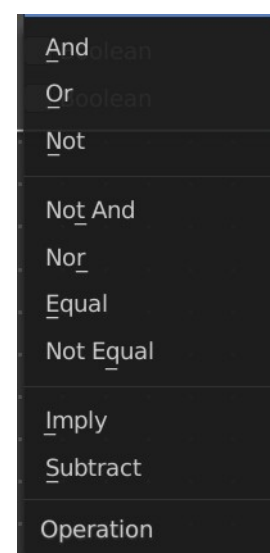 And
Or
Not
Not And
Nor
Equal
Not Equal
Imply
Subtract
Operation